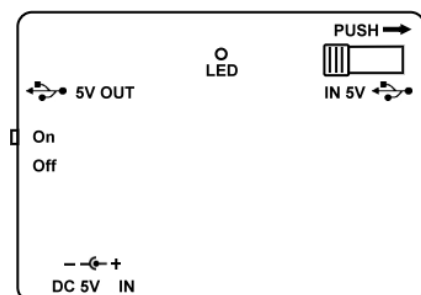 PUSH
LED
5V OUT
IN 5V
On
Off
- +
DC 5V IN